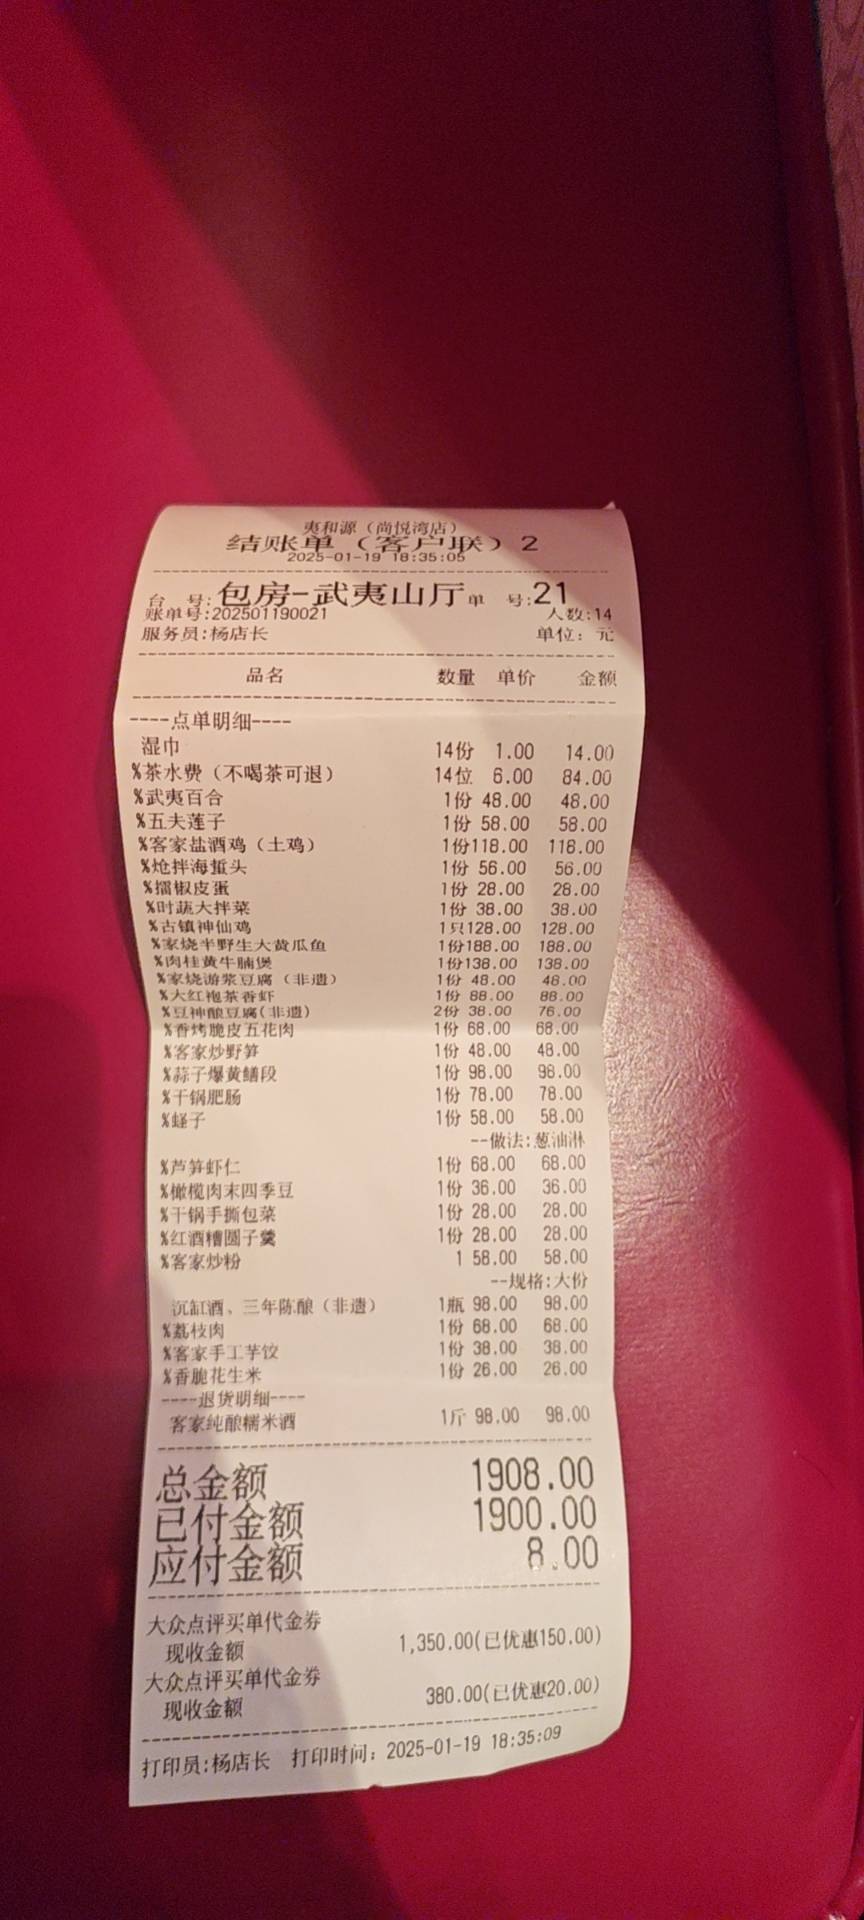 夷和源（尚悦湾店）
结账单（客户联）2
2025-01-19 18:35:05
台 号:包房-武夷山厅 单 号:21
账单号:202501190021 人数:14
服务员:杨店长 单位: 元
品名 数量 单价 金额
----点单明细----
湿巾 14份 1.00 14.00
%茶水费（不喝茶可退） 14位 6.00 84.00
%武夷百合 1份 48.00 48.00
%五夫莲子 1份 58.00 58.00
%客家盐酒鸡（土鸡） 1份118.00 118.00
%炝拌海蜇头 1份 56.00 56.00
%擂椒皮蛋 1份 28.00 28.00
%时蔬大拌菜 1份 38.00 38.00
%古镇神仙鸡 1只128.00 128.00
%家烧半野生大黄瓜鱼 1份188.00 188.00
%肉桂黄牛腩煲 1份138.00 138.00
%家烧游浆豆腐（非遗） 1份 48.00 48.00
%大红袍茶香虾 1份 88.00 88.00
%豆神酿豆腐(非遗) 2份 38.00 76.00
%香烤脆皮五花肉 1份 68.00 68.00
%客家炒野笋 1份 48.00 48.00
%蒜子爆黄鳝段 1份 98.00 98.00
%干锅肥肠 1份 78.00 78.00
%蛏子 1份 58.00 58.00
--做法:葱油淋
%芦笋虾仁 1份 68.00 68.00
%橄榄肉末四季豆 1份 36.00 36.00
%干锅手撕包菜 1份 28.00 28.00
%红酒糟圆子羹 1份 28.00 28.00
%客家炒粉 1 58.00 58.00
--规格:大份
沉缸酒、三年陈酿（非遗） 1瓶 98.00 98.00
%荔枝肉 1份 68.00 68.00
%客家手工芋饺 1份 38.00 38.00
%香脆花生米 1份 26.00 26.00
----退货明细----
客家纯酿糯米酒 1斤 98.00 98.00
总金额 1908.00
已付金额 1900.00
应付金额 8.00
大众点评买单代金券
现收金额 1,350.00(已优惠150.00)
大众点评买单代金券
现收金额 380.00(已优惠20.00)
打印员:杨店长 打印时间: 2025-01-19 18:35:09